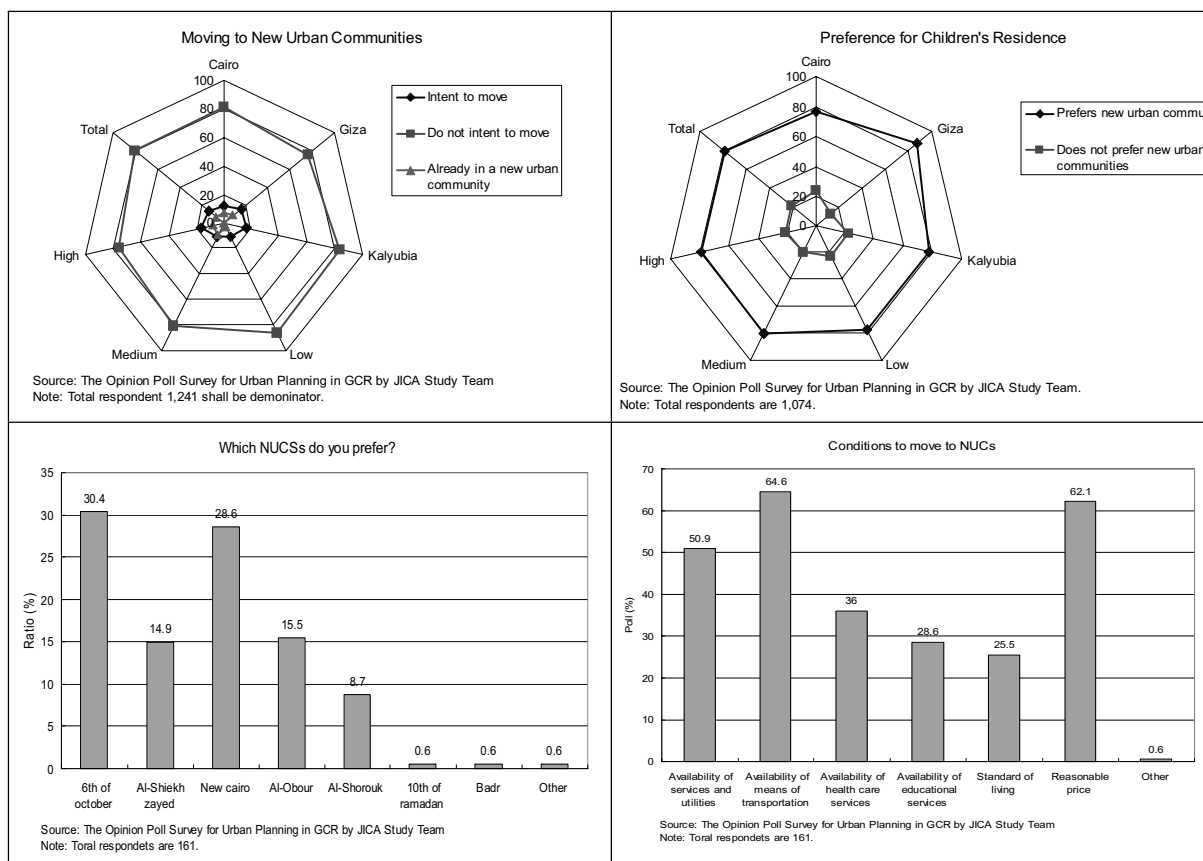 Moving to New Urban Communities
Cairo
Giza
Kalyubia
Low
Medium
High
Total
100
80
60
40
20
0
Intent to move
Do not intent to move
Already in a new urban
community
Source: The Opinion Poll Survey for Urban Planning in GCR by JICA Study Team
Note: Total respondent 1,241 shall be demoninator.
Preference for Children's Residence
Cairo
Giza
Kalyubia
Low
Medium
High
Total
100
80
60
40
20
0
Prefers new urban commu
Does not prefer new urban
communities
Source: The Opinion Poll Survey for Urban Planning in GCR by JICA Study Team.
Note: Total respondents are 1,074.
Which NUCSs do you prefer?
Ratio (%)
35
30
25
20
15
10
5
0
30.4
14.9
28.6
15.5
8.7
0.6
0.6
0.6
6th of
october
Al-Shiekh
zayed
New cairo
Al-Obour
Al-Shorouk
10th of
ramadan
Badr
Other
Source: The Opinion Poll Survey for Urban Planning in GCR by JICA Study Team
Note: Toral respondets are 161.
Conditions to move to NUCs
Poll (%)
70
60
50
40
30
20
10
0
50.9
64.6
36
28.6
25.5
62.1
0.6
Availability of
services and
utilities
Availability of
means of
transportation
Availability of
health care
services
Availability of
educational
services
Standard of
living
Reasonable
price
Other
Source: The Opinion Poll Survey for Urban Planning in GCR by JICA Study Team
Note: Toral respondets are 161.